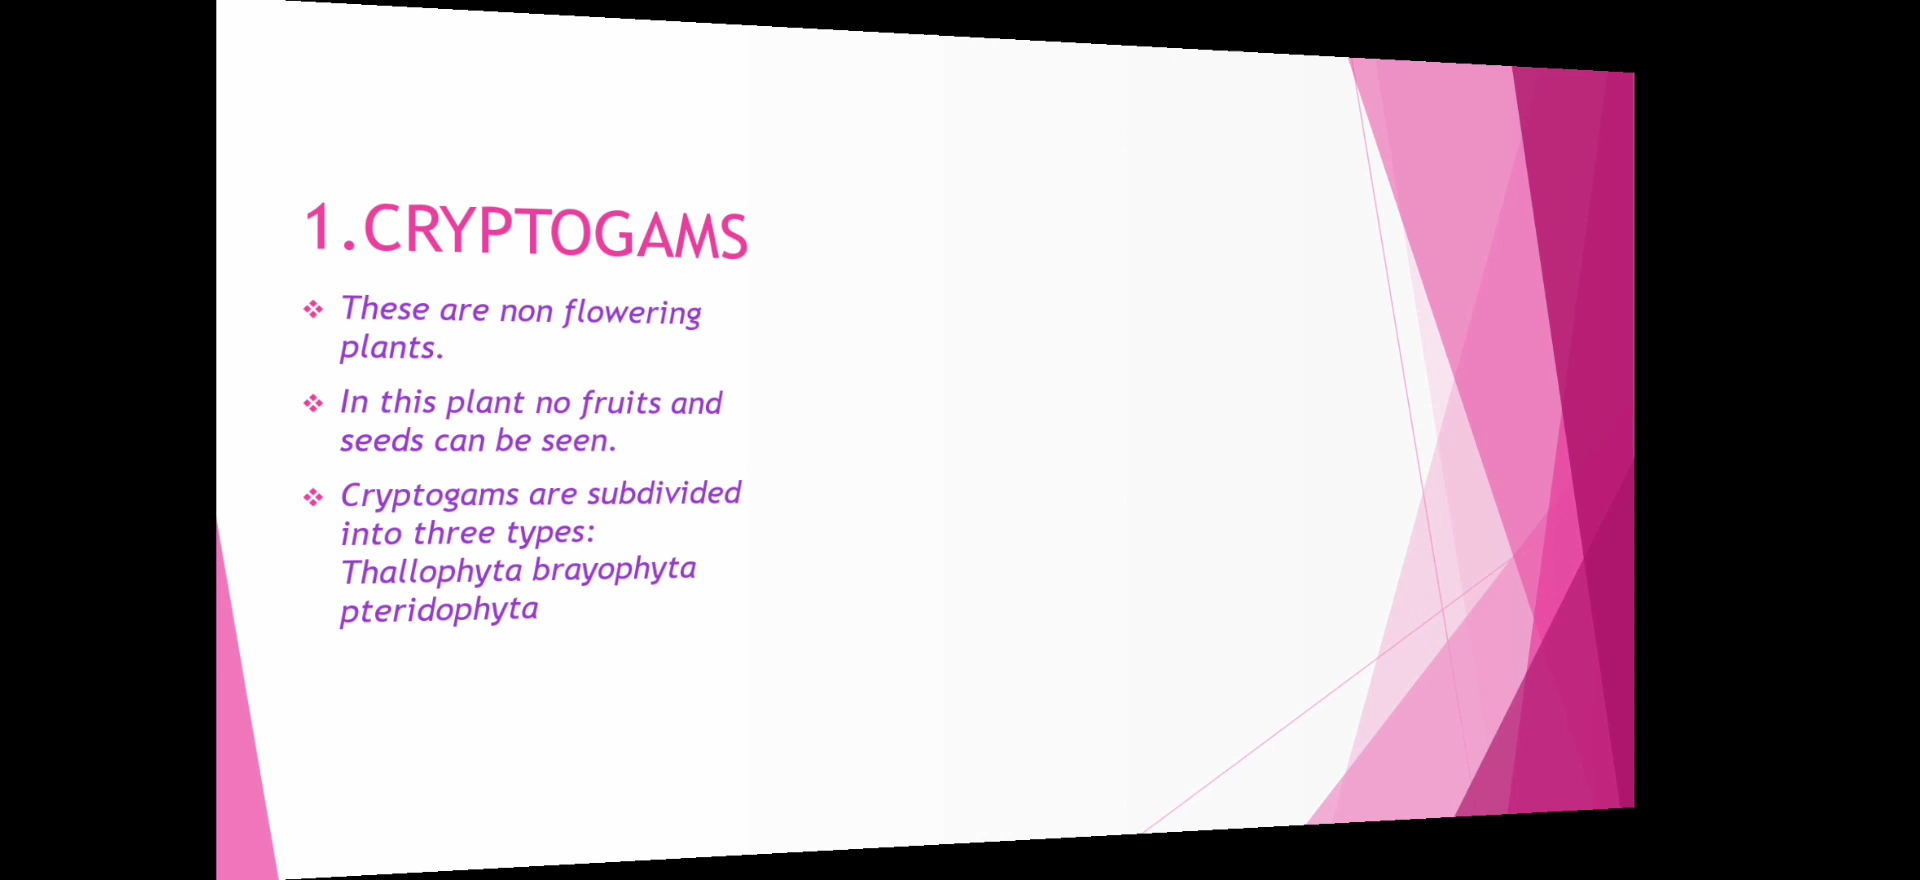 1.CRYPTOGAMS
These are non flowering
plants.
In this plant no fruits and
seeds can be seen.
Cryptogams are subdivided
into three types:
Thallophyta brayophyta
pteridophyta